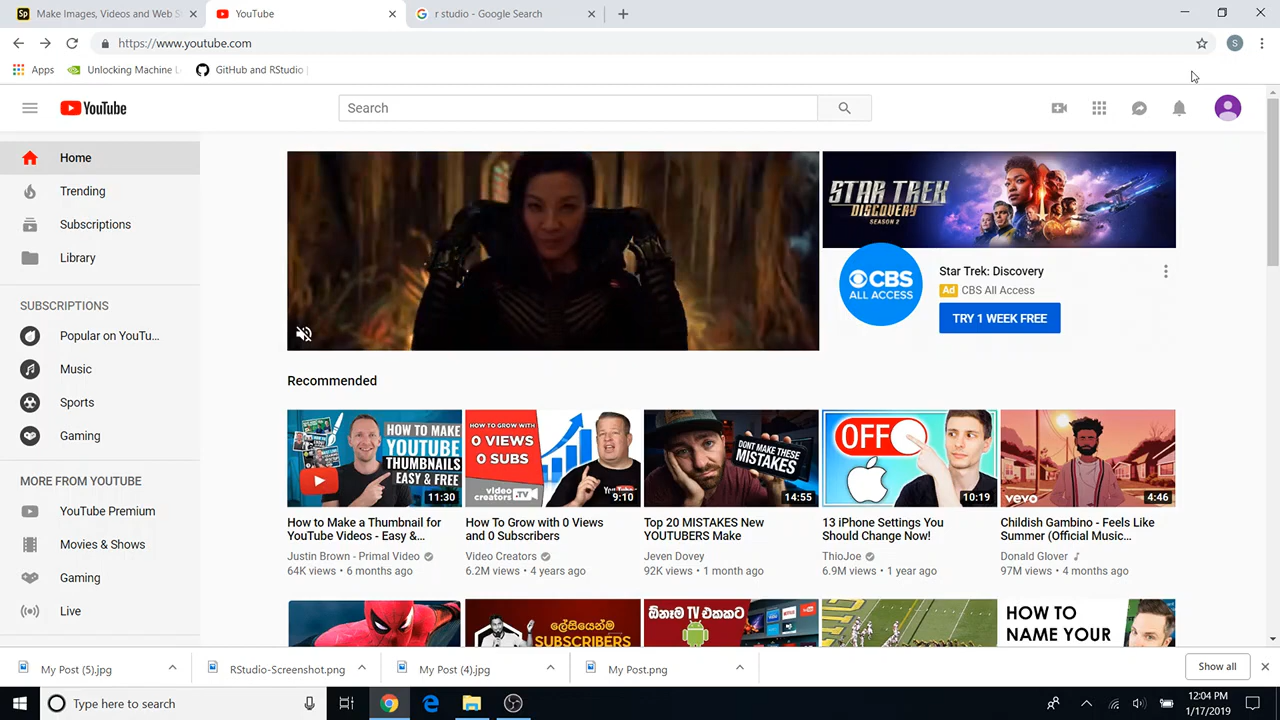 Make Images, Videos and Web S
YouTube
r studio - Google Search
https://www.youtube.com
S
Apps
Unlocking Machine L
GitHub and RStudio
YouTube
Search
Home
Trending
Subscriptions
Library
SUBSCRIPTIONS
Popular on YouTu...
Music
Sports
Gaming
MORE FROM YOUTUBE
YouTube Premium
Movies & Shows
Gaming
Live
STAR TREK
DISCOVERY
SEASON 2
CBS
ALL ACCESS
Star Trek: Discovery
Ad CBS All Access
TRY 1 WEEK FREE
Recommended
HOW TO MAKE
YOUTUBE
THUMBNAILS
EASY & FREE
11:30
How to Make a Thumbnail for
YouTube Videos - Easy &...
Justin Brown - Primal Video
64K views • 6 months ago
HOW TO GROW WITH
0 VIEWS
0 SUBS
video
creators TV
9:10
How To Grow with 0 Views
and 0 Subscribers
Video Creators
6.2M views • 4 years ago
DONT MAKE THESE
MISTAKES
14:55
Top 20 MISTAKES New
YOUTUBERS Make
Jeven Dovey
92K views • 1 month ago
OFF
10:19
13 iPhone Settings You
Should Change Now!
ThioJoe
6.9M views • 1 year ago
vevo
4:46
Childish Gambino - Feels Like
Summer (Official Music...
Donald Glover
97M views • 4 months ago
ලේසියෙන්ම
SUBSCRIBERS
ඕනෑම TV එකකට
HOW TO
NAME YOUR
My Post (5).jpg
RStudio-Screenshot.png
My Post (4).jpg
My Post.png
Show all
Type here to search
12:04 PM
1/17/2019